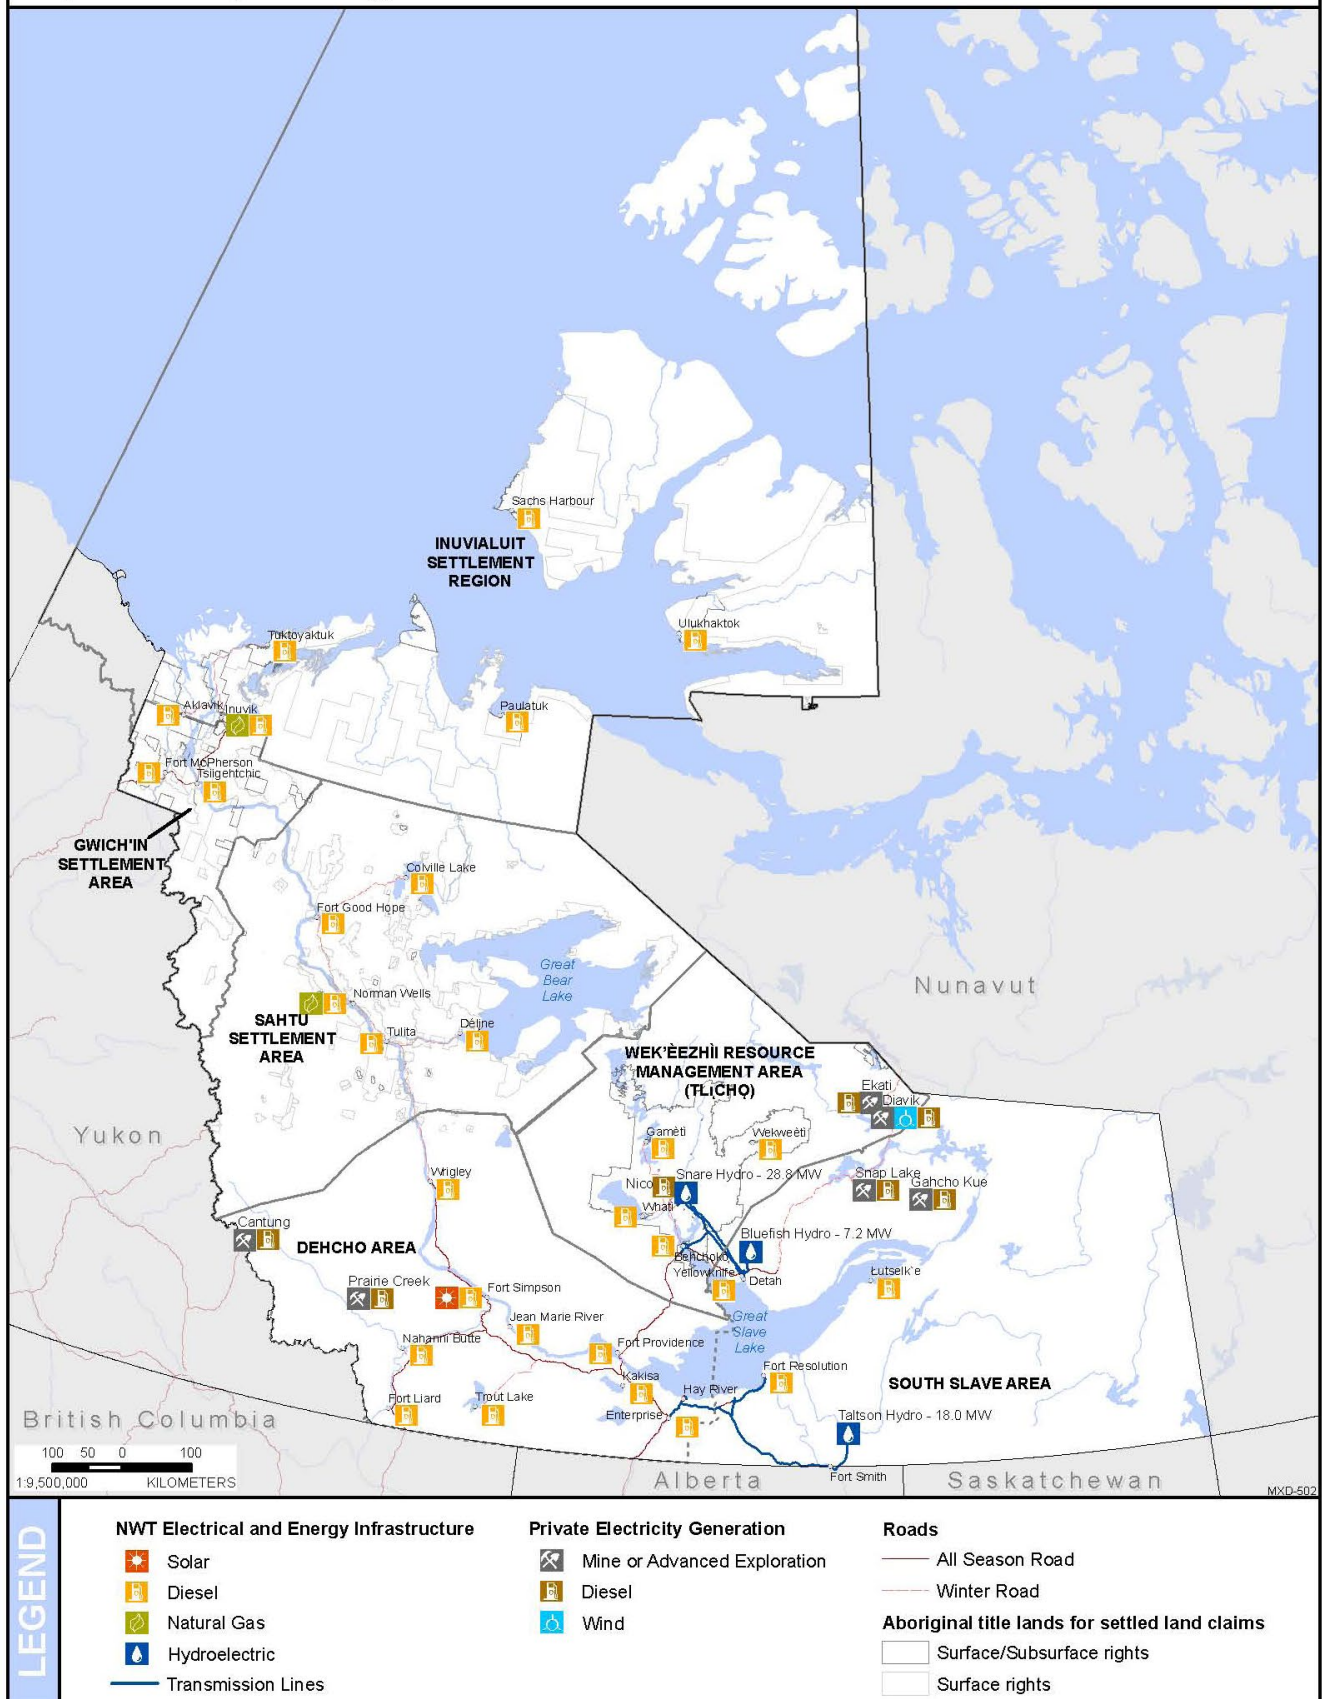 Sachs Harbour
INUVIALUIT
SETTLEMENT
REGION
Ulukhaktok
Tuktoyaktuk
Aklavik
Inuvik
Paulatuk
Fort McPherson
Tsiigehtchic
GWICH'IN
SETTLEMENT
AREA
Colville Lake
Fort Good Hope
Great
Bear
Lake
Nunavut
Norman Wells
SAHTU
SETTLEMENT
AREA
Tulita
Déljne
WEK'ÈEZHÌI RESOURCE
MANAGEMENT AREA
(TŁįCHǫ)
Ekati
Diavik
Yukon
Gamètì
Wekweètì
Wrigley
Snare Hydro - 28.8 MW
Snap Lake
Gahcho Kue
Nico
Whatì
Cantung
DEHCHO AREA
Bluefish Hydro - 7.2 MW
Behchokò
Yellowknife
Detah
Łutselk'e
Prairie Creek
Fort Simpson
Jean Marie River
Great
Slave
Lake
Nahanni Butte
Fort Providence
Fort Resolution
Kakisa
Hay River
SOUTH SLAVE AREA
Fort Liard
Trout Lake
Enterprise
Taltson Hydro - 18.0 MW
British Columbia
100 50 0 100
1:9,500,000 KILOMETERS
Alberta
Fort Smith
Saskatchewan
MXD-502
LEGEND
NWT Electrical and Energy Infrastructure
Solar
Diesel
Natural Gas
Hydroelectric
Transmission Lines
Private Electricity Generation
Mine or Advanced Exploration
Diesel
Wind
Roads
All Season Road
Winter Road
Aboriginal title lands for settled land claims
Surface/Subsurface rights
Surface rights